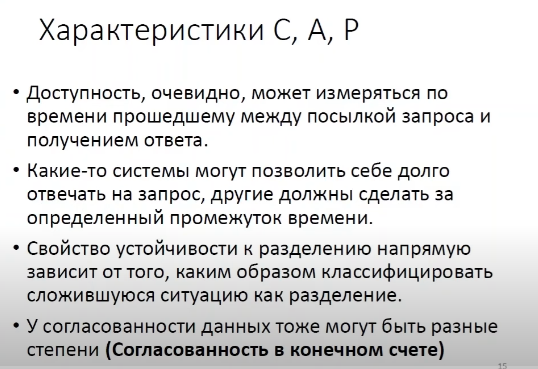 Характеристики C, A, P
• Доступность, очевидно, может измеряться по
времени прошедшему между посылкой запроса и
получением ответа.
• Какие-то системы могут позволить себе долго
отвечать на запрос, другие должны сделать за
определенный промежуток времени.
• Свойство устойчивости к разделению напрямую
зависит от того, каким образом классифицировать
сложившуюся ситуацию как разделение.
• У согласованности данных тоже могут быть разные
степени (Согласованность в конечном счете)
15